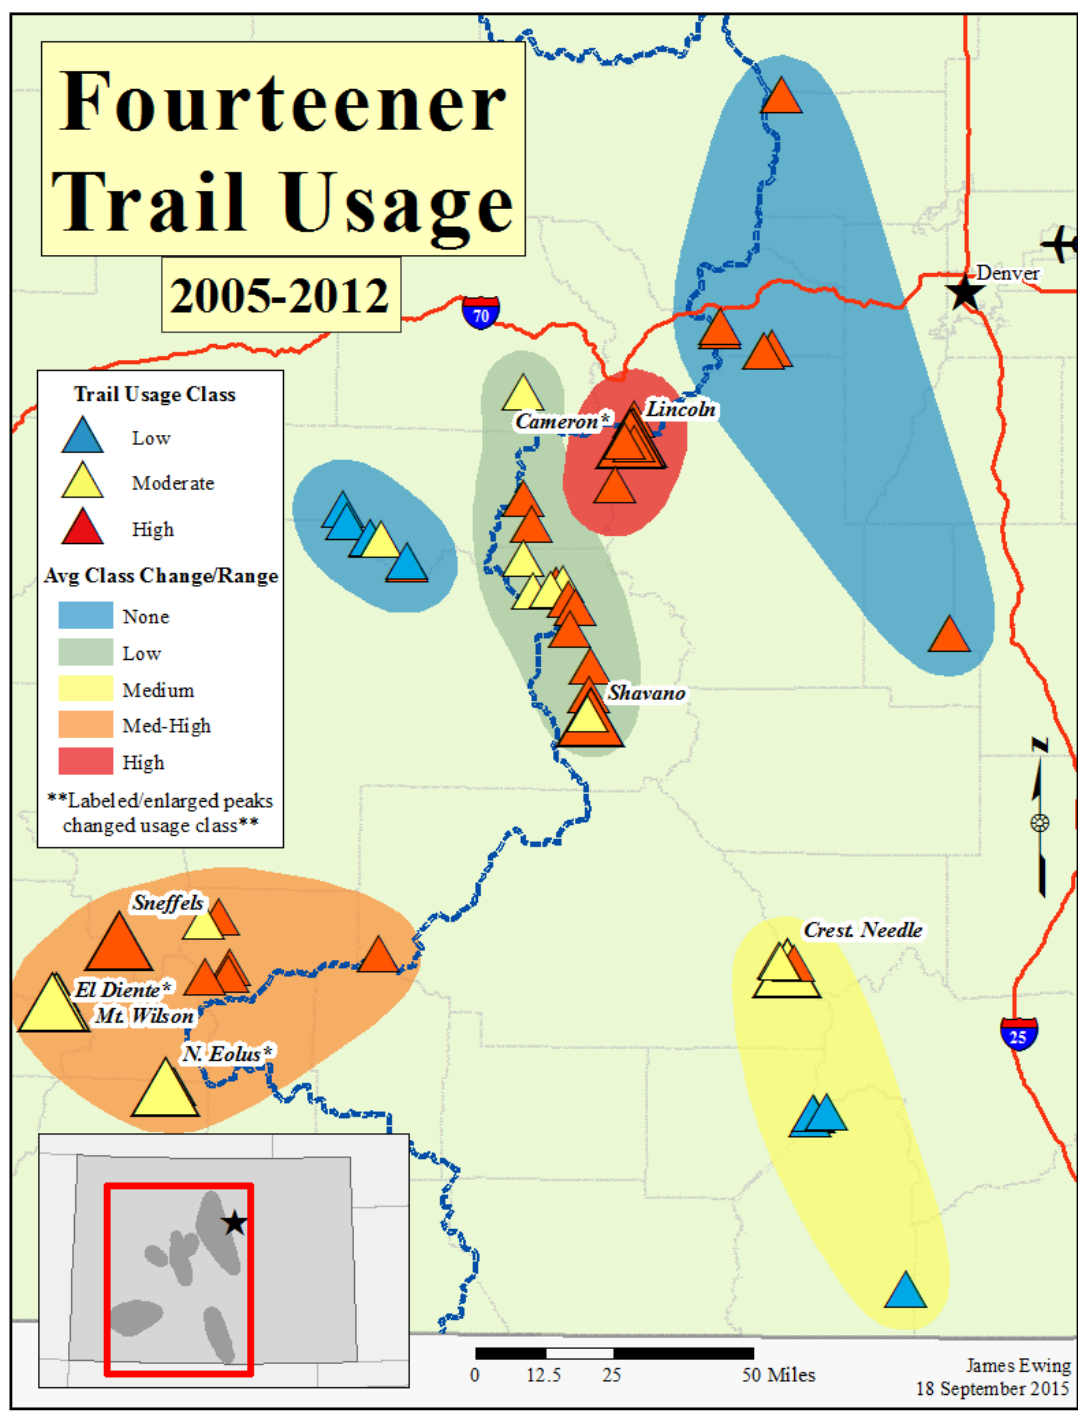 Fourteener
Trail Usage
2005-2012
Denver
70
Trail Usage Class
Low
Moderate
High
Avg Class Change/Range
None
Low
Medium
Med-High
High
**Labeled/enlarged peaks
changed usage class**
Lincoln
Cameron*
Shavano
N
Sneffels
El Diente*
Mt. Wilson
N. Eolus*
Crest. Needle
25
0 12.5 25 50 Miles
James Ewing
18 September 2015